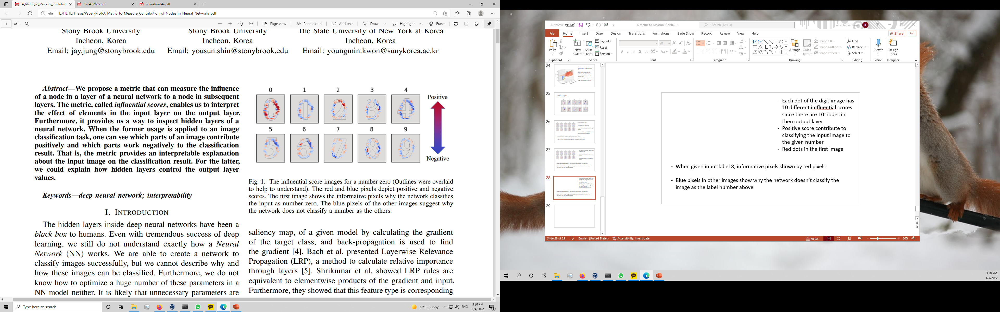 A_Metric_to_Measure_Contribut
1704.02685.pdf
srivastava14a.pdf
File
E:/HEHE/Thesis/Paper/Prof/A_Metric_to_Measure_Contribution_of_Nodes_in_Neural_Networks.pdf
1
of 8
Page view
Read aloud
Add text
Draw
Highlight
Erase
Stony Brook University
Stony Brook University
The State University of New York at Korea
Incheon, Korea
Incheon, Korea
Incheon, Korea
Email: jay.jung@stonybrook.edu
Email: yousun.shin@stonybrook.edu
Email: youngmin.kwon@sunykorea.ac.kr
Abstract—We propose a metric that can measure the influence
of a node in a layer of a neural network to a node in subsequent
layers. The metric, called influential scores, enables us to interpret
the effect of elements in the input layer on the output layer.
Furthermore, it provides us a way to inspect hidden layers of a
neural network. When the former usage is applied to an image
classification task, one can see which parts of an image contribute
positively and which parts work negatively to the classification
result. That is, the metric provides an interpretable explanation
about the input image on the classification result. For the latter,
we could explain how hidden layers control the output layer
values.
Keywords—deep neural network; interpretability
I. INTRODUCTION
The hidden layers inside deep neural networks have been a
black box to humans. Even with tremendous success of deep
learning, we still do not understand exactly how a Neural
Network (NN) works. We are able to create a network to
classify images successfully, but we cannot describe why and
how these images can be classified. Furthermore, we do not
know how to optimize a huge number of these parameters in a
NN model neither. It is likely that unnecessary parameters are
0 1 2 3 4
5 6 7 8 9
Positive
Negative
Fig. 1. The influential score images for a number zero (Outlines were overlaid
to help to understand). The red and blue pixels depict positive and negative
scores. The first image shows the informative pixels why the network classifies
the input as number zero. The blue pixels of the other images suggest why
the network does not classify a number as the others.
saliency map, of a given model by calculating the gradient
of the target class, and back-propagation is used to find
the gradient [4]. Bach et al. presented Layerwise Relevance
Propagation (LRP), a method to calculate relative importance
through layers [5]. Shrikumar et al. showed LRP rules are
equivalent to elementwise products of the gradient and input.
Furthermore, they showed that this feature type is corresponding
Type here to search
32°F Sunny
ENG
3:30 PM
1/4/2022
AutoSave
Off
A Metric to Measure Contr...
Search (Alt+Q)
TH
File
Home
Insert
Draw
Design
Transitions
Animations
Slide Show
Record
Review
View
Help
Share
Paste
New
Slide
Reuse
Slides
Layout
Reset
Section
28
Arrange
Quick
Styles
Shape Fill
Shape Outline
Shape Effects
Find
Replace
Select
Dictate
Design
Ideas
Clipboard
Slides
Font
Paragraph
Drawing
Editing
Voice
Designer
24
25
MNIST Digits
26
27
28
29
- Each dot of the digit image has
10 different imfluential scores
since there are 10 nodes in
then output layer
- Positive score contribute to
classifying the input image to
the given number
- Red dots in the first image
- When given input label 8, informative pixels shown by red pixels
- Blue pixels in other images show why the network doesn't classify the
image as the label number above
Slide 28 of 29
English (United States)
Accessibility: Investigate
Notes
60%
3:30 PM
1/4/2022